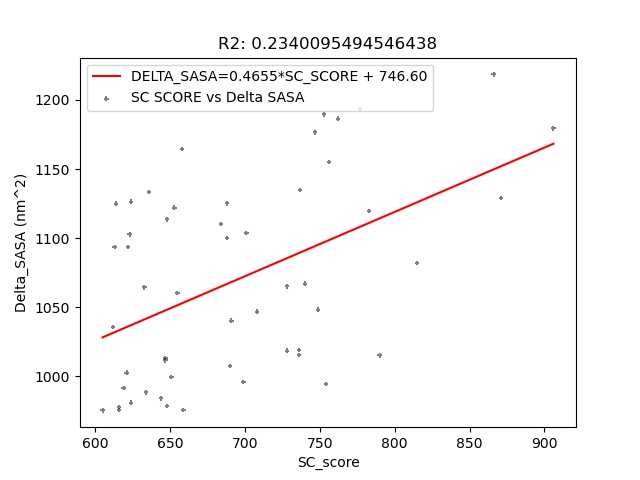 R2: 0.2340095494546438
DELTA_SASA=0.4655*SC_SCORE + 746.60
SC SCORE vs Delta SASA
1200
1150
1100
1050
1000
Delta_SASA (nm^2)
600 650 700 750 800 850 900
SC_score